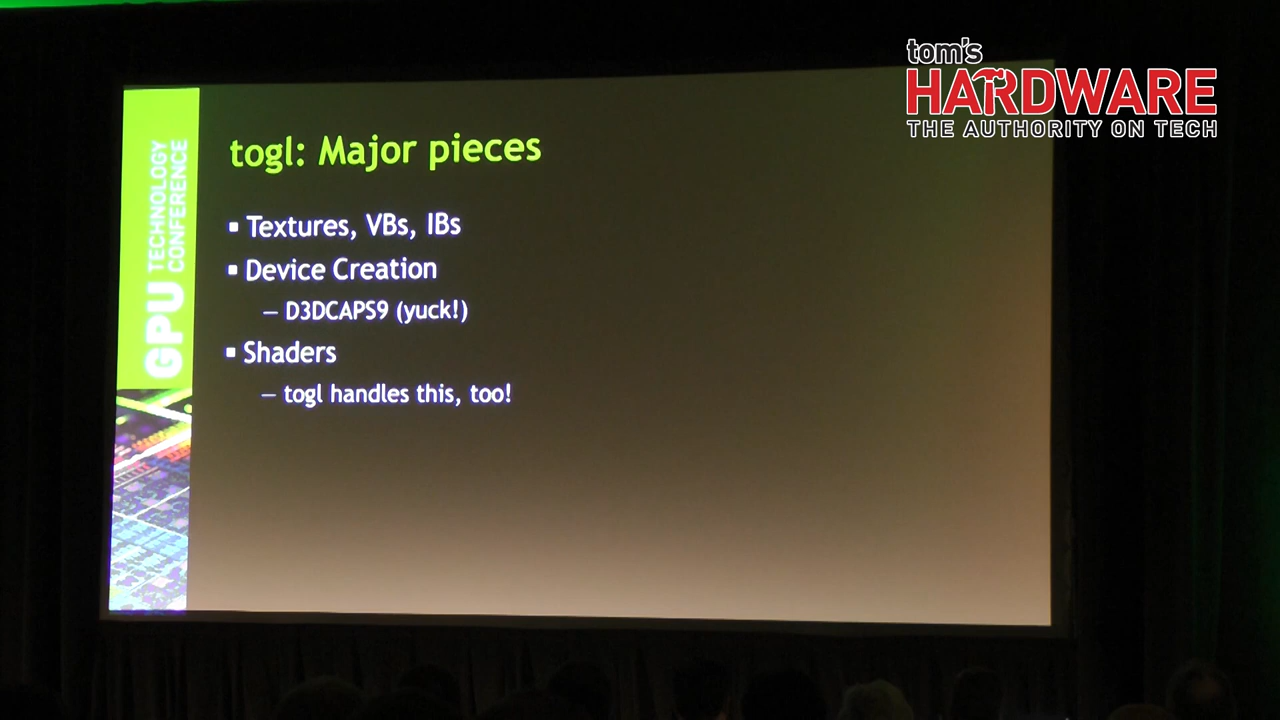 tom's
HARDWARE
THE AUTHORITY ON TECH
GPU TECHNOLOGY
CONFERENCE
togl: Major pieces
▪ Textures, VBs, IBs
▪ Device Creation
– D3DCAPS9 (yuck!)
▪ Shaders
– togl handles this, too!